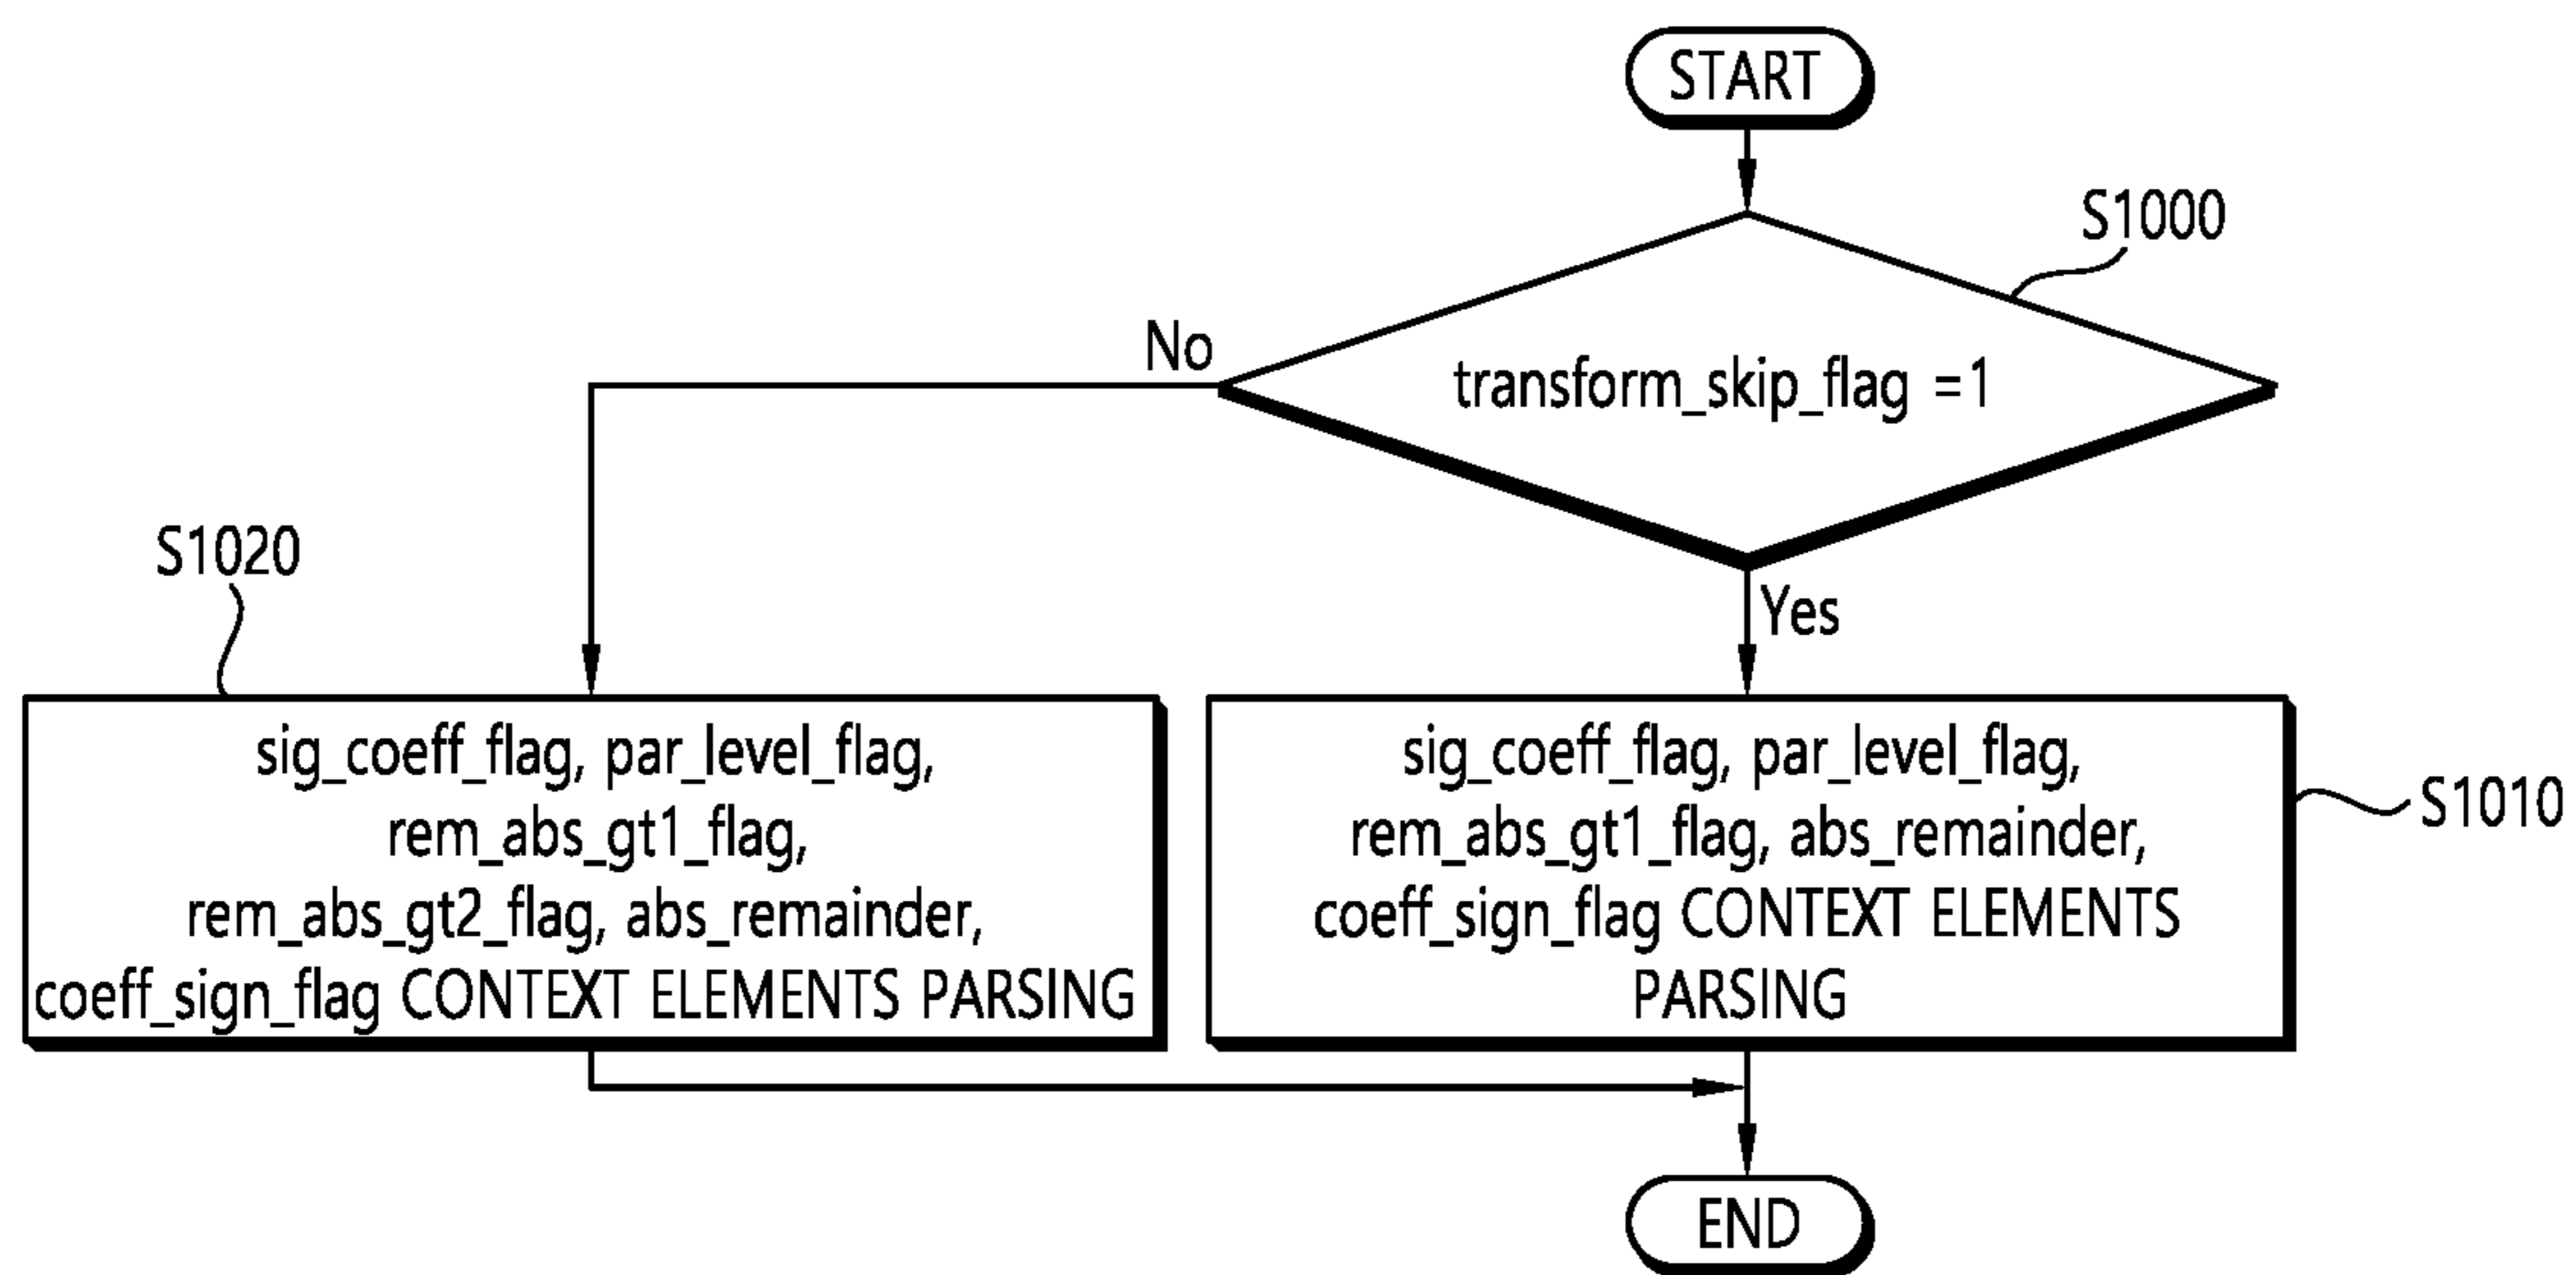 START
S1000
transform_skip_flag =1
No
Yes
S1020
sig_coeff_flag, par_level_flag,
rem_abs_gt1_flag,
rem_abs_gt2_flag, abs_remainder,
coeff_sign_flag CONTEXT ELEMENTS PARSING
sig_coeff_flag, par_level_flag,
rem_abs_gt1_flag, abs_remainder,
coeff_sign_flag CONTEXT ELEMENTS
PARSING
S1010
END